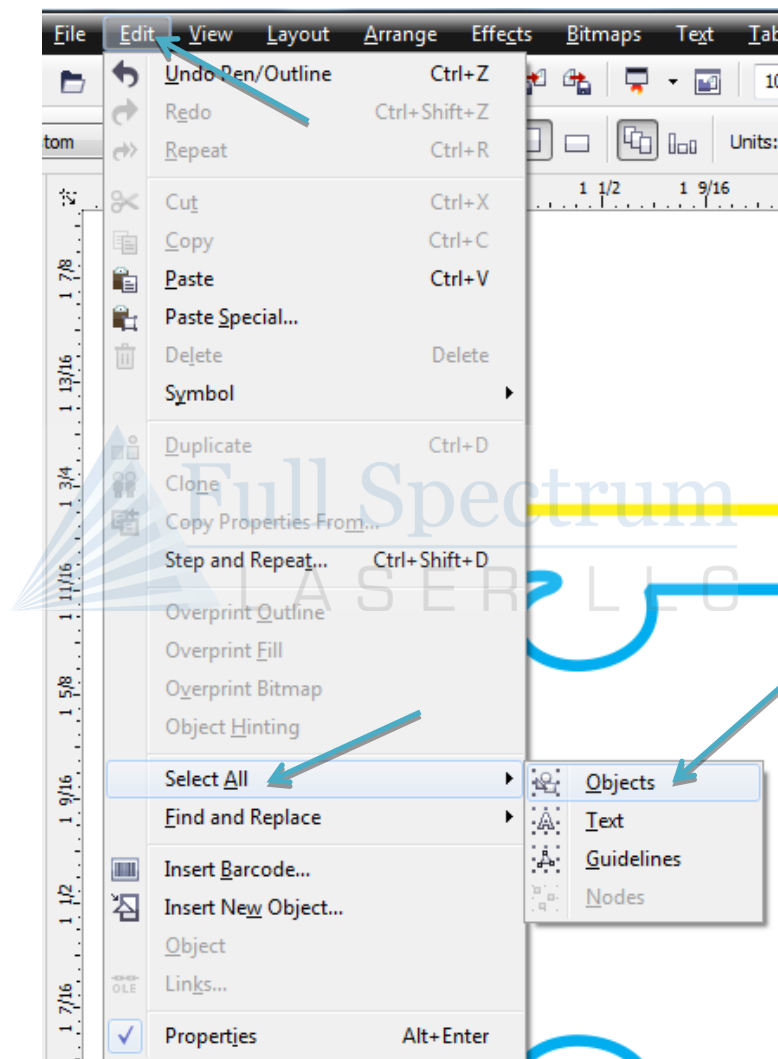 File Edit View Layout Arrange Effects Bitmaps Text
Undo Pen/Outline Ctrl+Z
Redo Ctrl+Shift+Z
10
tom
Repeat Ctrl+R
Units:
1 1/2 1 9/16
Cut Ctrl+X
Copy Ctrl+C
Paste Ctrl+V
Paste Special...
Delete Delete
Symbol
Duplicate Ctrl+D
Clone
Copy Properties From...
Step and Repeat... Ctrl+Shift+D
Overprint Outline
Overprint Fill
Overprint Bitmap
Object Hinting
Select All
Find and Replace
Insert Barcode...
Insert New Object...
Object
OLE Links...
Properties Alt+Enter
Objects
Text
Guidelines
Nodes
1 7/8
1 13/16
1 3/4
1 11/16
1 5/8
1 9/16
1 1/2
1 7/16
Full Spectrum
LASER LLC